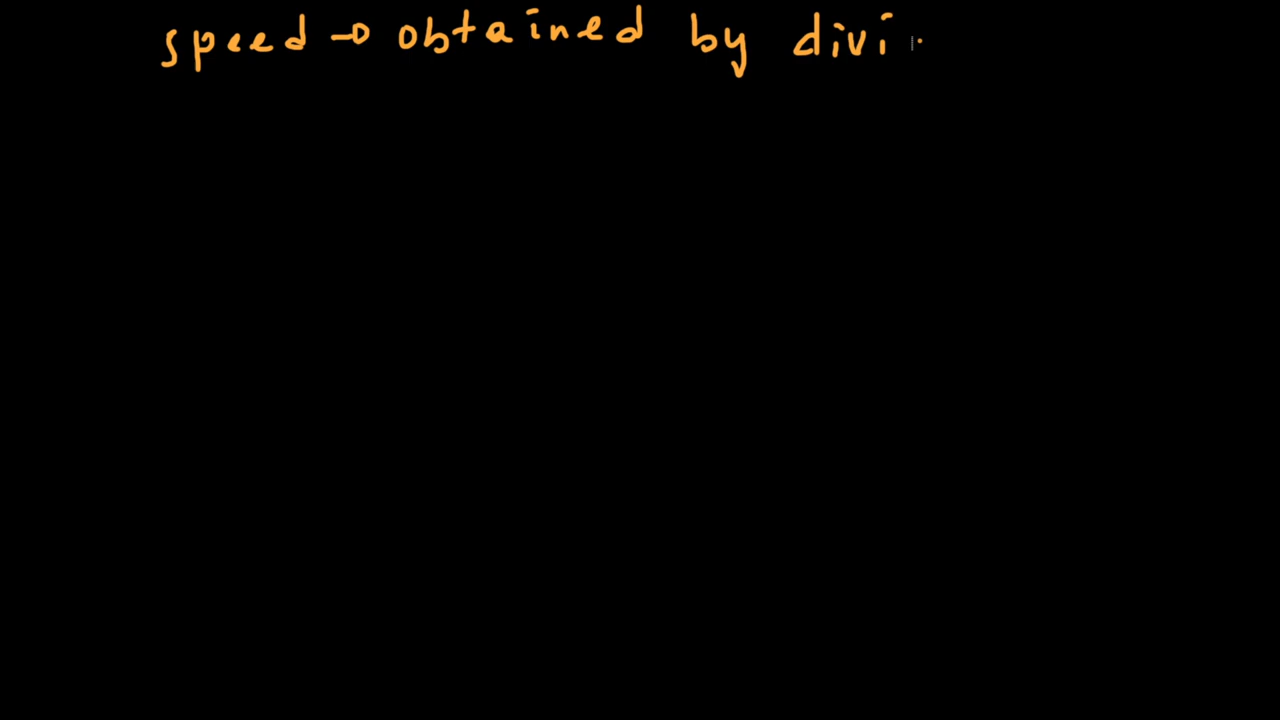 speed → obtained by divi